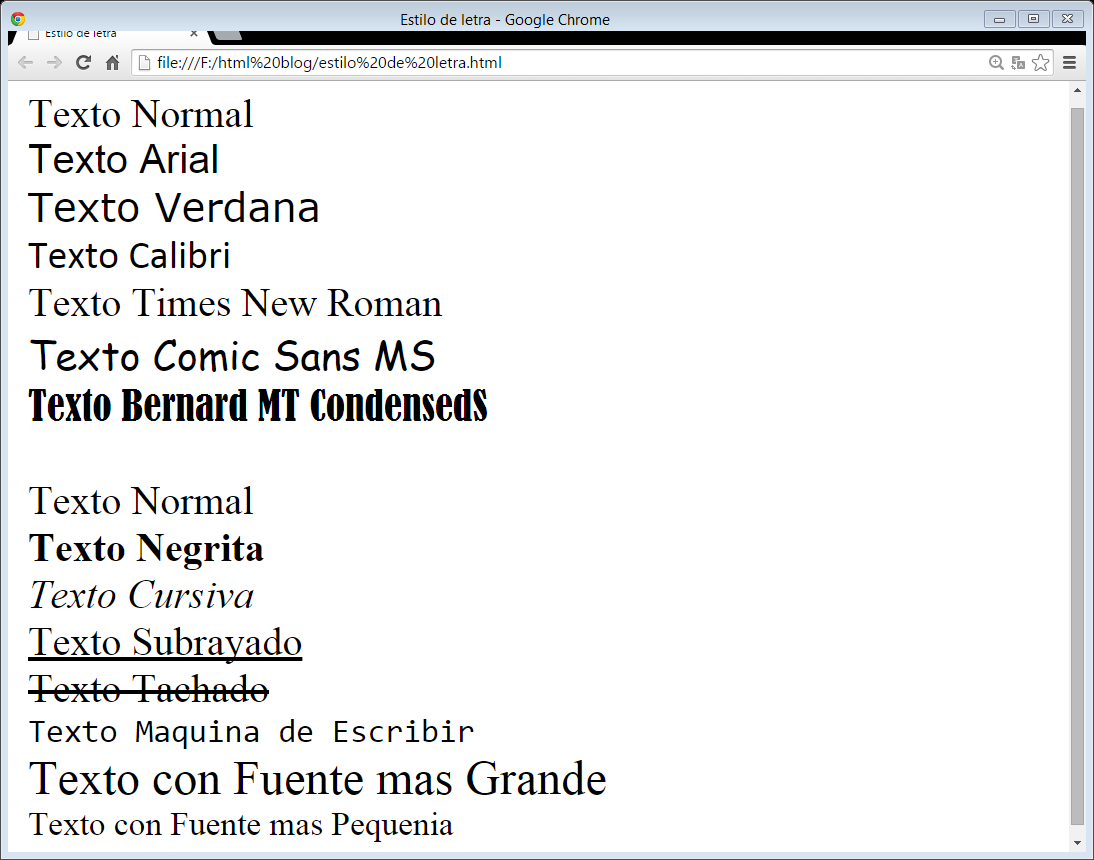 Estilo de letra - Google Chrome
Estilo de letra
file:///F:/html%20blog/estilo%20de%20letra.html
Texto Normal
Texto Arial
Texto Verdana
Texto Calibri
Texto Times New Roman
Texto Comic Sans MS
Texto Bernard MT CondensedS
Texto Normal
Texto Negrita
Texto Cursiva
Texto Subrayado
Texto Tachado
Texto Maquina de Escribir
Texto con Fuente mas Grande
Texto con Fuente mas Pequenia